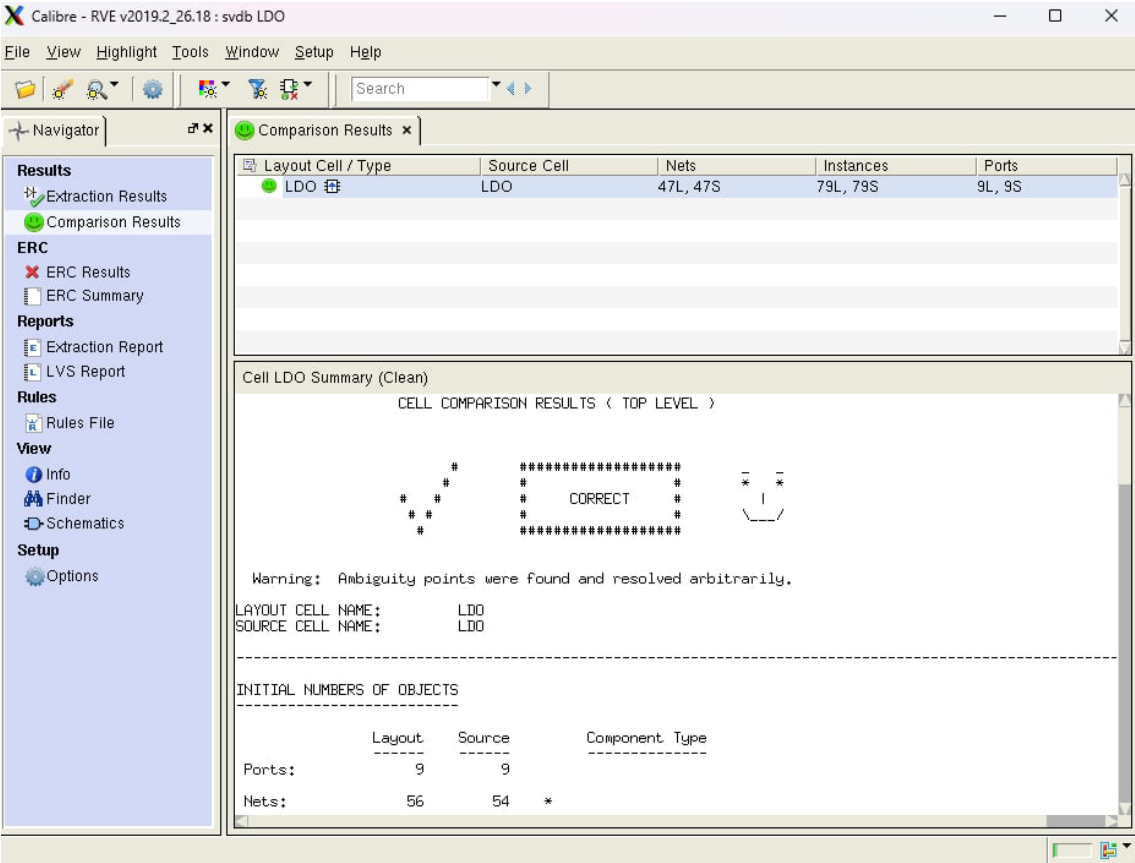 Calibre - RVE v2019.2_26.18 : svdb LDO
File View Highlight Tools Window Setup Help
Search
Navigator
Comparison Results
Results
Extraction Results
Comparison Results
ERC
ERC Results
ERC Summary
Reports
Extraction Report
LVS Report
Rules
Rules File
View
Info
Finder
Schematics
Setup
Options
Layout Cell / Type Source Cell Nets Instances Ports
LDO LDO 47L, 47S 79L, 79S 9L, 9S
Cell LDO Summary (Clean)
CELL COMPARISON RESULTS ( TOP LEVEL )
# ################### _ _
# # # * *
# # # CORRECT # |
# # # # \___/
# ###################
Warning: Ambiguity points were found and resolved arbitrarily.
LAYOUT CELL NAME: LDO
SOURCE CELL NAME: LDO
INITIAL NUMBERS OF OBJECTS
Layout Source Component Type
Ports: 9 9
Nets: 56 54 *